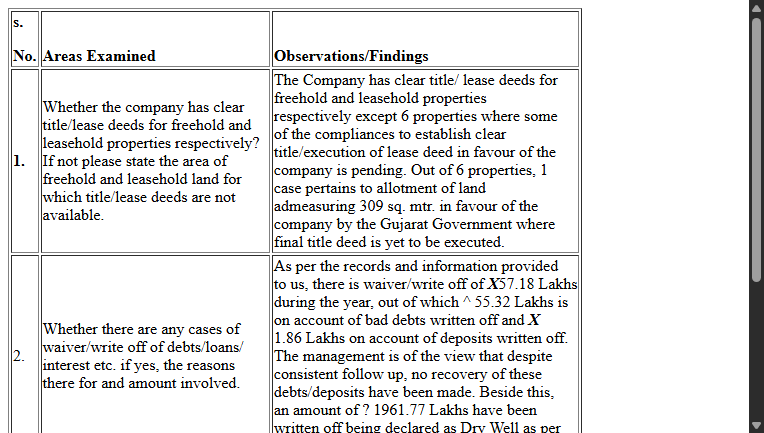 s.
No. Areas Examined
Observations/Findings
1.
Whether the company has clear
title/lease deeds for freehold and
leasehold properties respectively?
If not please state the area of
freehold and leasehold land for
which title/lease deeds are not
available.
The Company has clear title/ lease deeds for
freehold and leasehold properties
respectively except 6 properties where some
of the compliances to establish clear
title/execution of lease deed in favour of the
company is pending. Out of 6 properties, 1
case pertains to allotment of land
admeasuring 309 sq. mtr. in favour of the
company by the Gujarat Government where
final title deed is yet to be executed.
2.
Whether there are any cases of
waiver/write off of debts/loans/
interest etc. if yes, the reasons
there for and amount involved.
As per the records and information provided
to us, there is waiver/write off of X57.18 Lakhs
during the year, out of which ^ 55.32 Lakhs is
on account of bad debts written off and X
1.86 Lakhs on account of deposits written off.
The management is of the view that despite
consistent follow up, no recovery of these
debts/deposits have been made. Beside this,
an amount of ? 1961.77 Lakhs have been
written off being declared as Dry Well as per